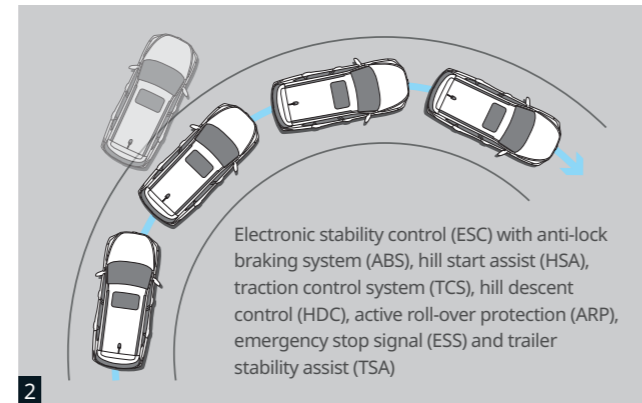 Electronic stability control (ESC) with anti-lock
braking system (ABS), hill start assist (HSA),
traction control system (TCS), hill descent
control (HDC), active roll-over protection (ARP),
emergency stop signal (ESS) and trailer
stability assist (TSA)
2